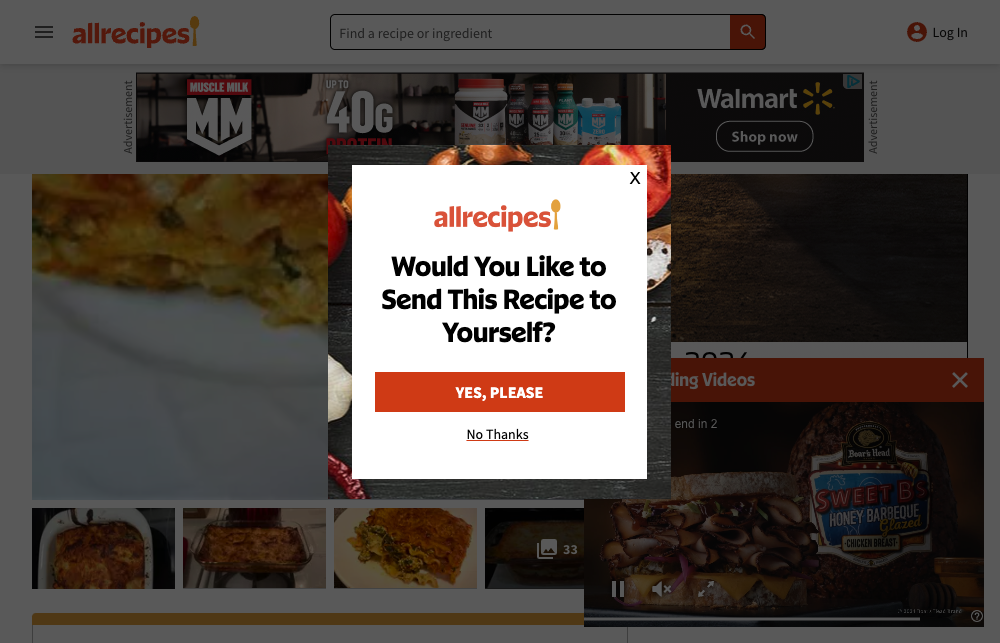 allrecipes
Find a recipe or ingredient
Log In
Advertisement
MUSCLE MILK
MM
UP TO
40G
PROTEIN
Walmart
Shop now
Advertisement
X
allrecipes
Would You Like to
Send This Recipe to
Yourself?
YES, PLEASE
No Thanks
ding Videos
end in 2
Boar's Head
SWEET B's
HONEY BARBEQUE
Glazed
CHICKEN BREAST
33